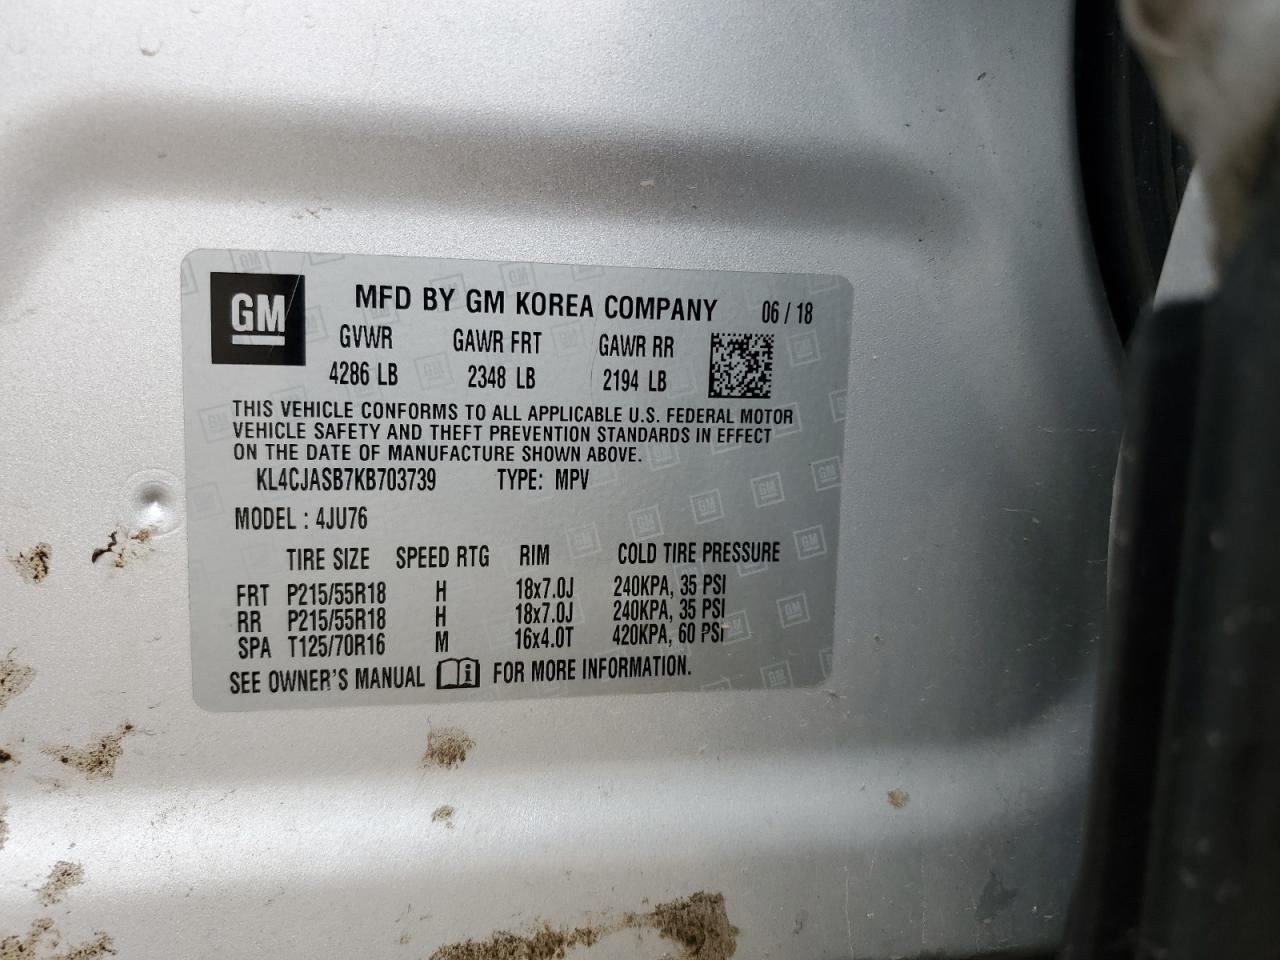 GM
MFD BY GM KOREA COMPANY 06 / 18
GVWR GAWR FRT GAWR RR
4286 LB 2348 LB 2194 LB
THIS VEHICLE CONFORMS TO ALL APPLICABLE U.S. FEDERAL MOTOR
VEHICLE SAFETY AND THEFT PREVENTION STANDARDS IN EFFECT
ON THE DATE OF MANUFACTURE SHOWN ABOVE.
KL4CJASB7KB703739 TYPE: MPV
MODEL : 4JU76
TIRE SIZE SPEED RTG RIM COLD TIRE PRESSURE
FRT P215/55R18 H 18x7.0J 240KPA, 35 PSI
RR P215/55R18 H 18x7.0J 240KPA, 35 PSI
SPA T125/70R16 M 16x4.0T 420KPA, 60 PSI
SEE OWNER'S MANUAL i FOR MORE INFORMATION.